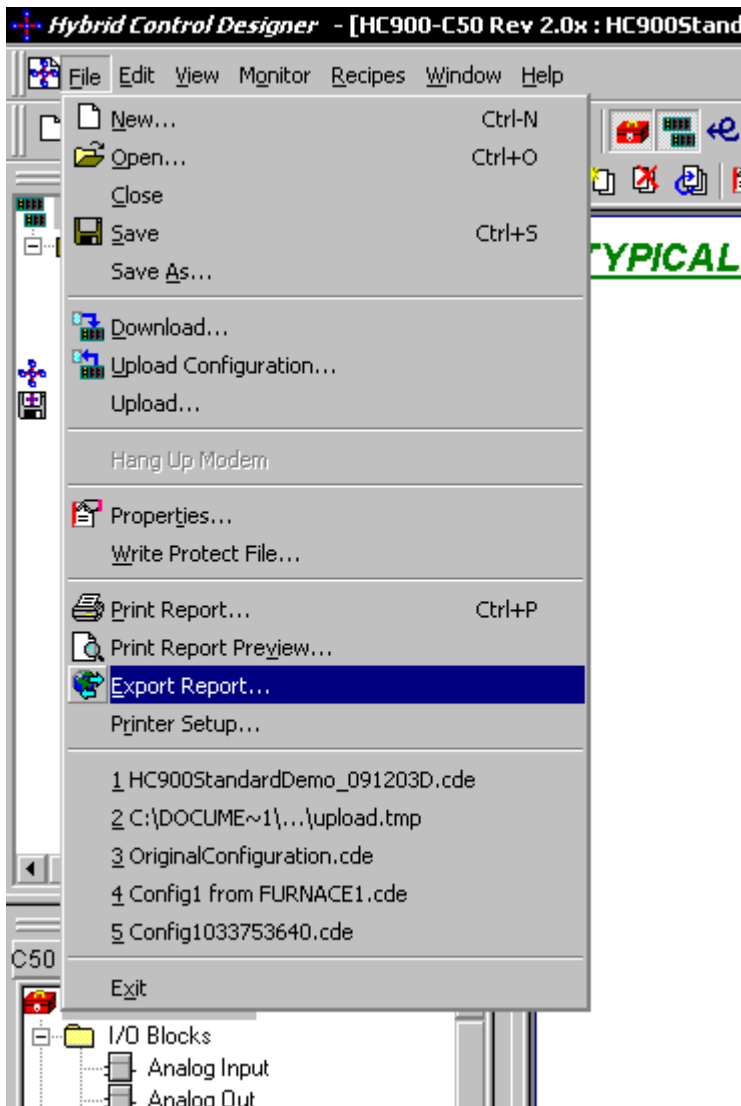 Hybrid Control Designer - [HC900-C50 Rev 2.0x : HC900Stand
File Edit View Monitor Recipes Window Help
New... Ctrl-N
Open... Ctrl+O
Close
Save Ctrl+S
Save As...
Download...
Upload Configuration...
Upload...
Hang Up Modem
Properties...
Write Protect File...
Print Report... Ctrl+P
Print Report Preview...
Export Report...
Printer Setup...
1 HC900StandardDemo_091203D.cde
2 C:\DOCUME~1\...\upload.tmp
3 OriginalConfiguration.cde
4 Config1 from FURNACE1.cde
5 Config1033753640.cde
Exit
TYPICAL
C50
I/O Blocks
Analog Input
Analog Out